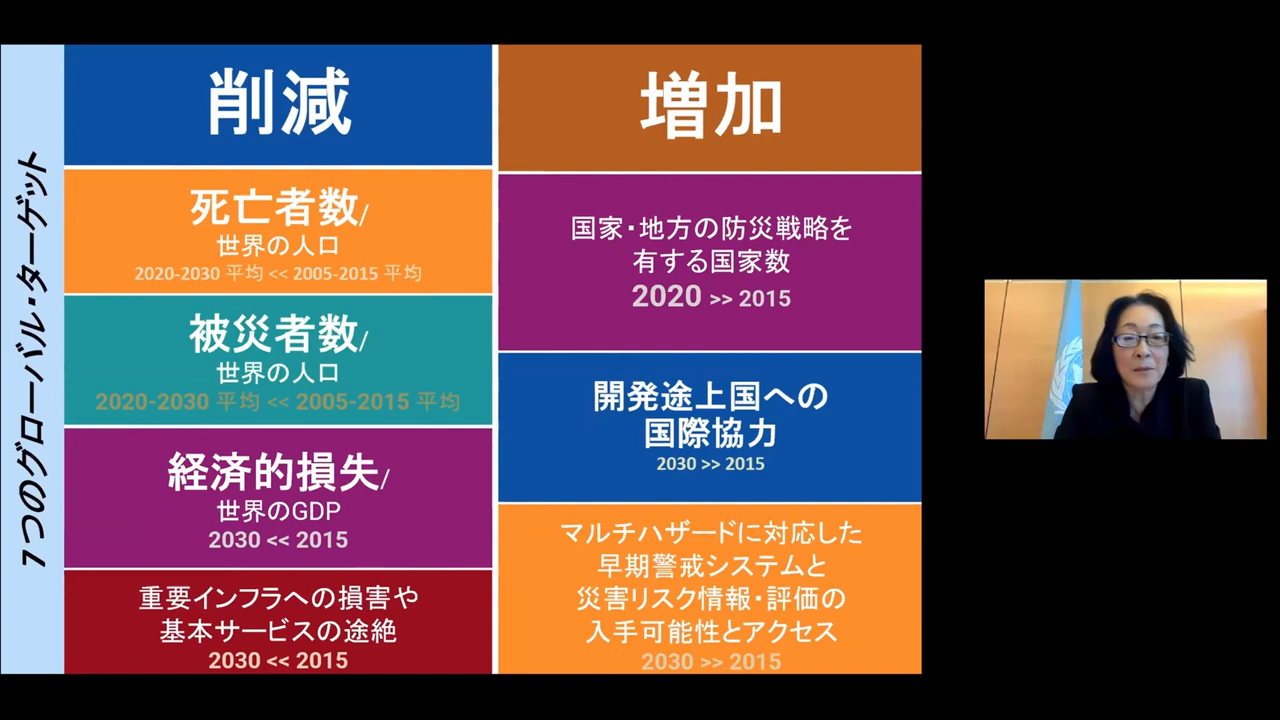 7つのグローバル・ターゲット
削減
死亡者数/
世界の人口
2020-2030 平均 << 2005-2015 平均
被災者数/
世界の人口
2020-2030 平均 << 2005-2015 平均
経済的損失/
世界のGDP
2030 << 2015
重要インフラへの損害や
基本サービスの途絶
2030 << 2015
増加
国家・地方の防災戦略を
有する国家数
2020 >> 2015
開発途上国への
国際協力
2030 >> 2015
マルチハザードに対応した
早期警戒システムと
災害リスク情報・評価の
入手可能性とアクセス
2030 >> 2015